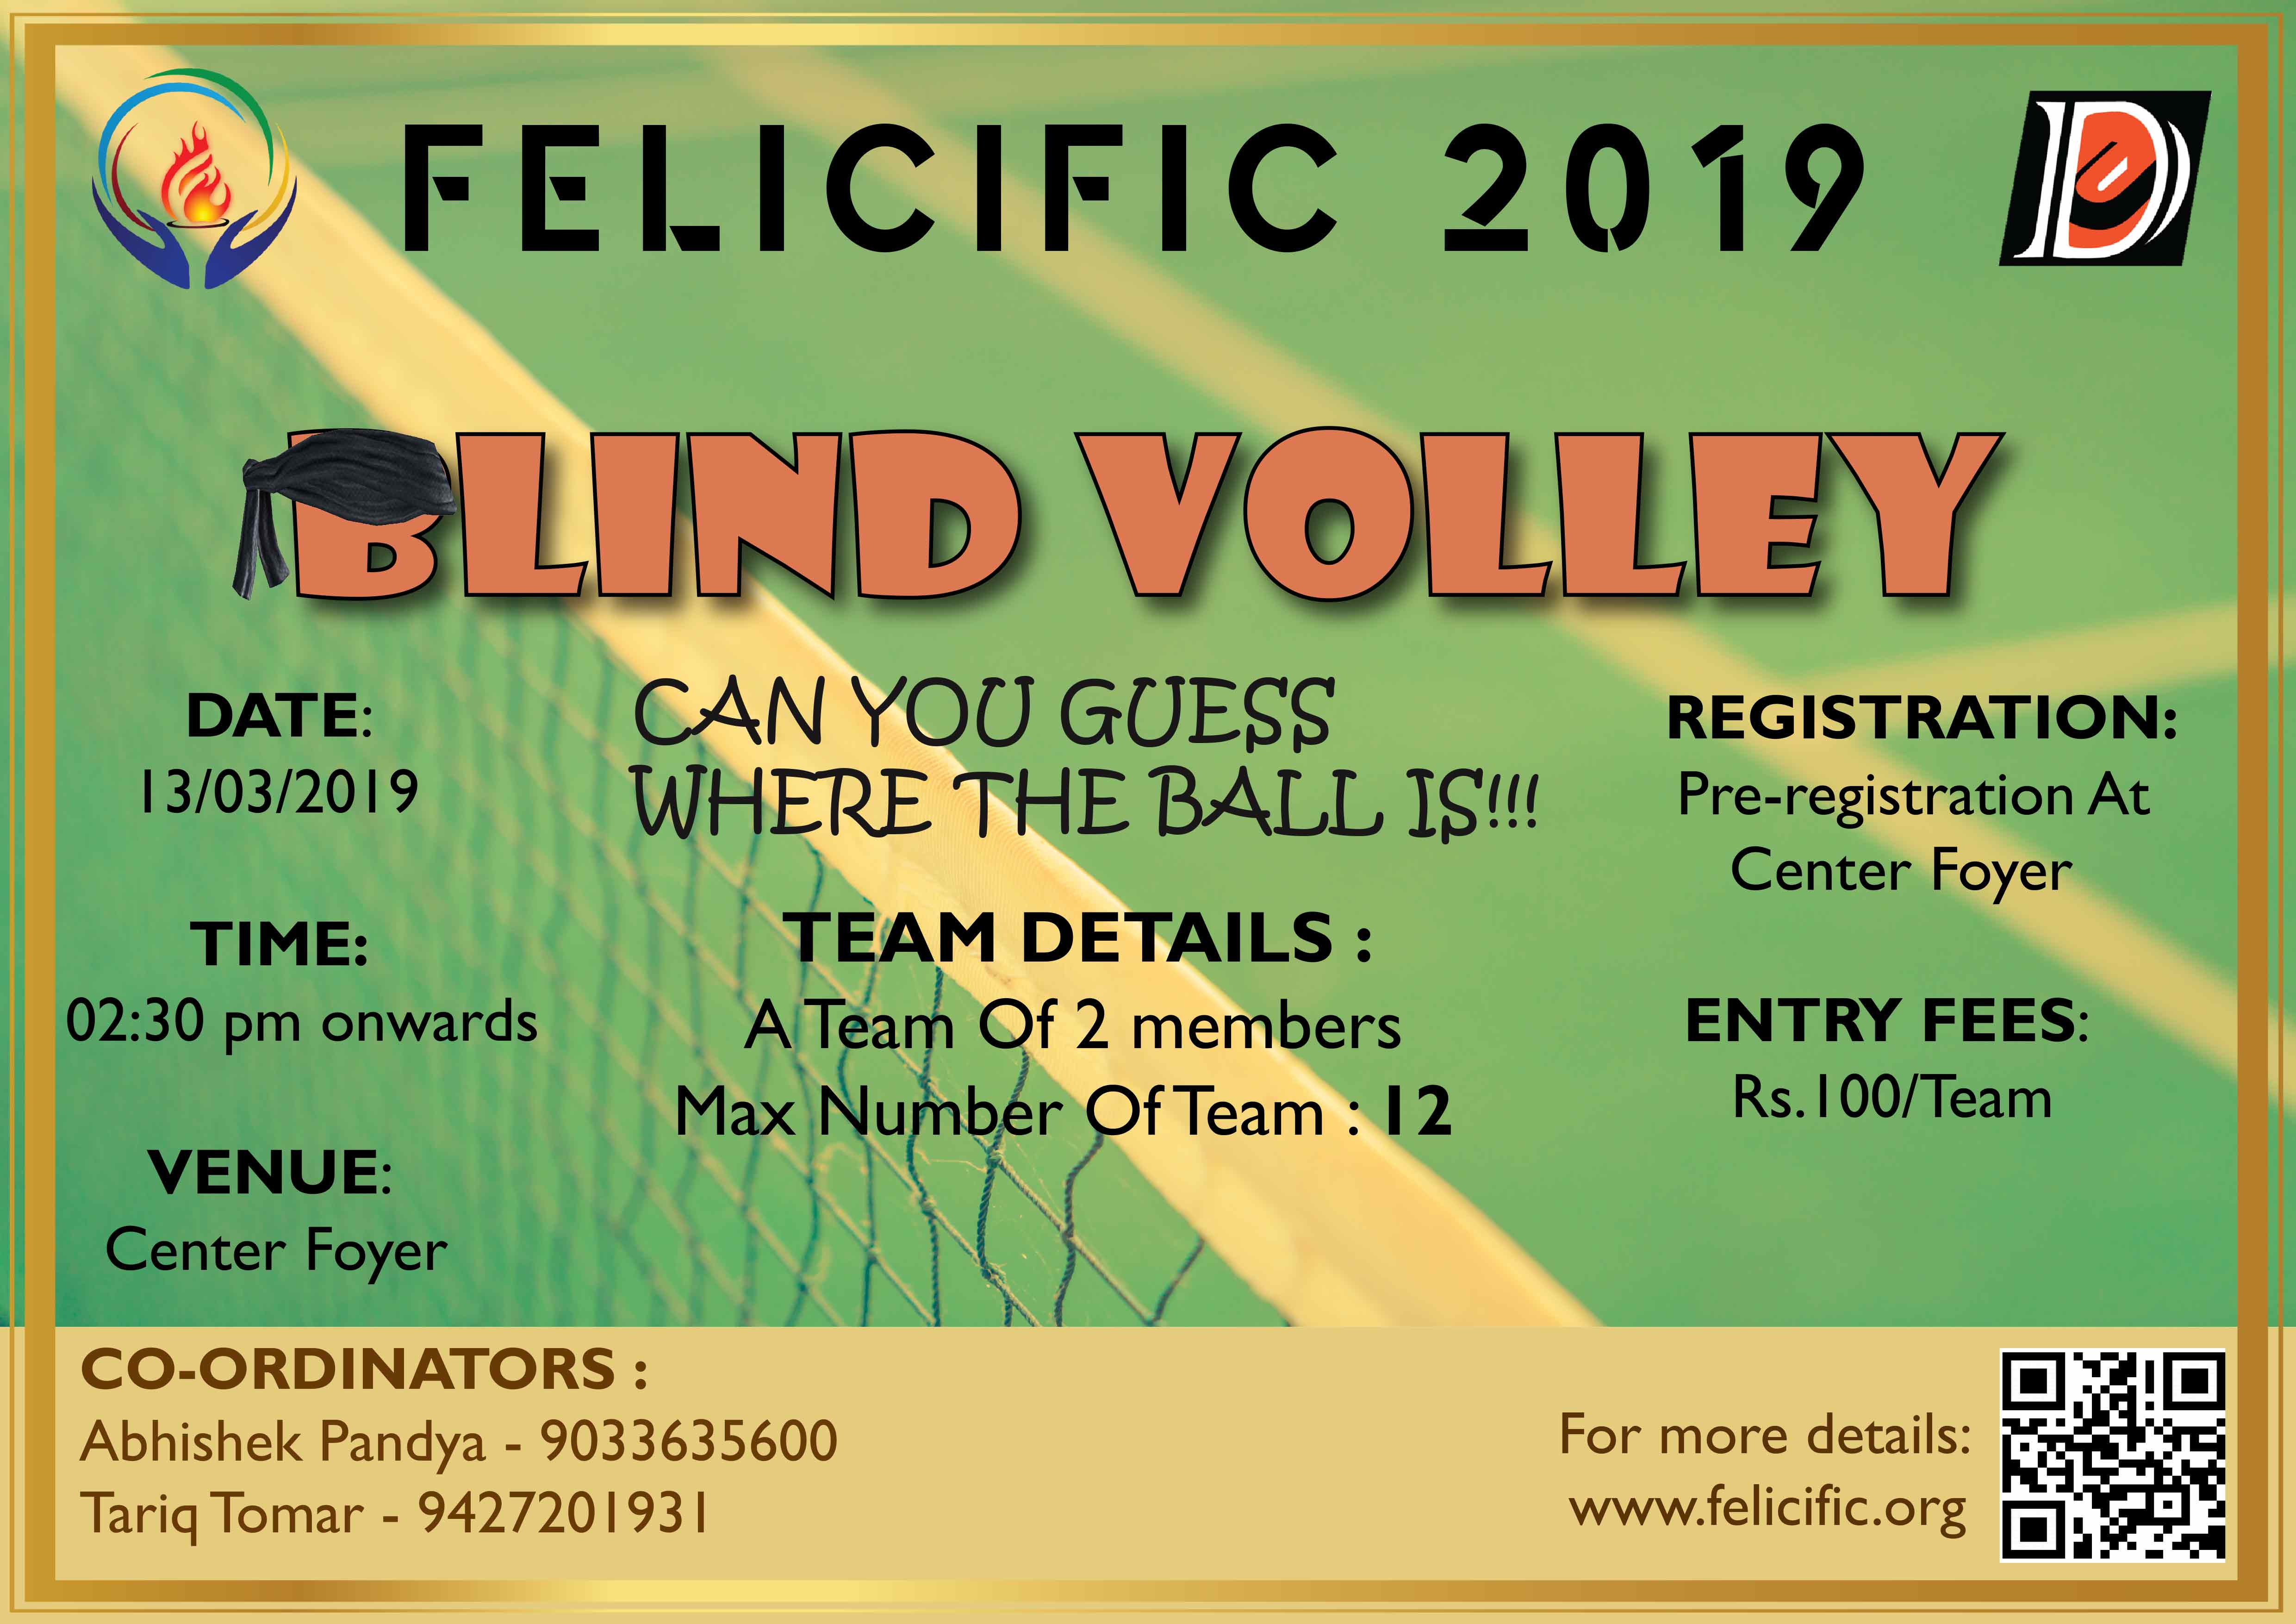 FELICIFIC 2019
BLIND VOLLEY
DATE:
13/03/2019
TIME:
02:30 pm onwards
VENUE:
Center Foyer
CAN YOU GUESS
WHERE THE BALL IS!!!
TEAM DETAILS :
A Team Of 2 members
Max Number Of Team : 12
REGISTRATION:
Pre-registration At
Center Foyer
ENTRY FEES:
Rs.100/Team
CO-ORDINATORS :
Abhishek Pandya - 9033635600
Tariq Tomar - 9427201931
For more details:
www.felicific.org